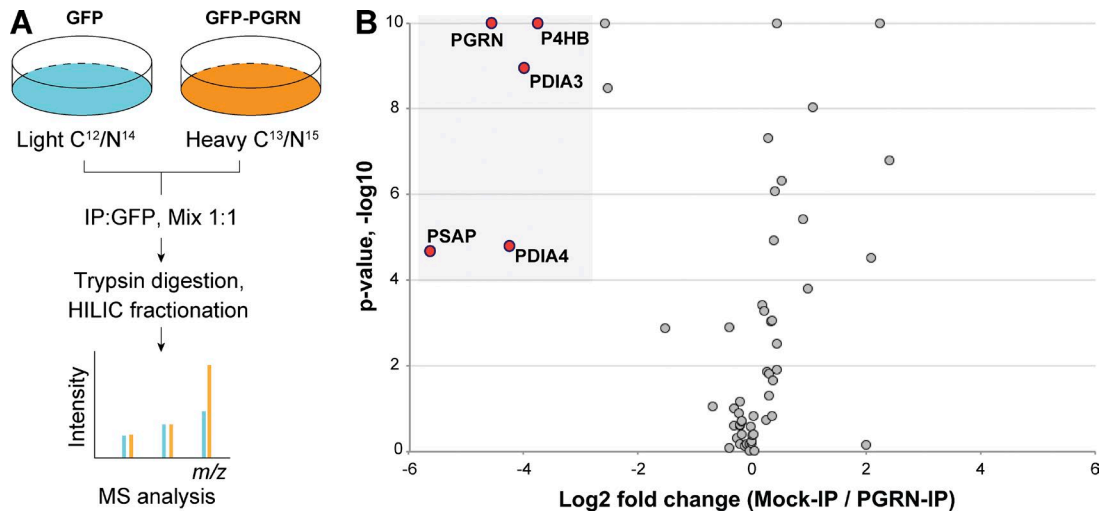 A
GFP
GFP-PGRN
Light C12/N14
Heavy C13/N15
IP:GFP, Mix 1:1
Trypsin digestion,
HILIC fractionation
Intensity
m/z
MS analysis
B
10
8
6
4
2
0
p-value, -log10
PGRN
P4HB
PDIA3
PSAP
PDIA4
-6
-4
-2
0
2
4
6
Log2 fold change (Mock-IP / PGRN-IP)